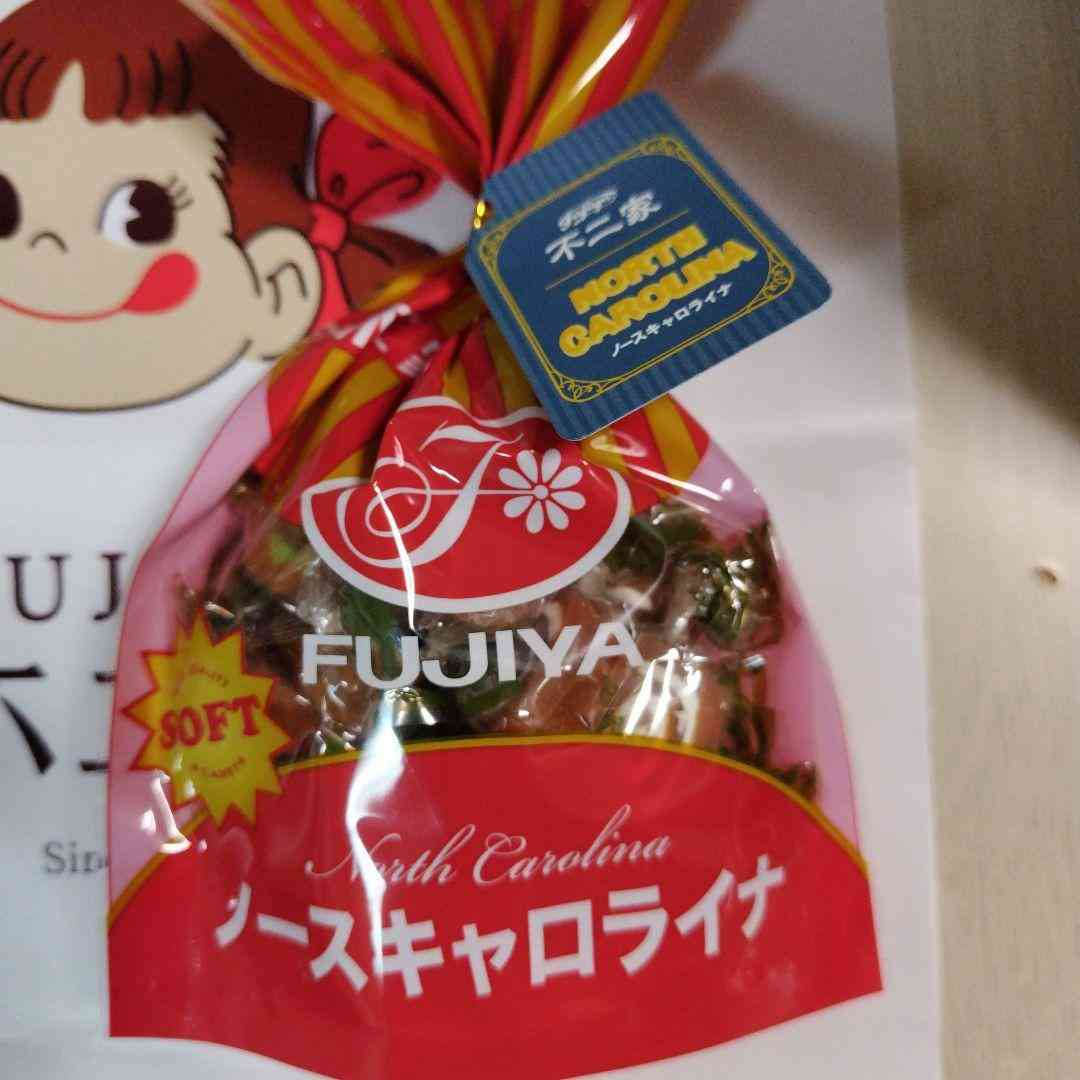 不二家
NORTH
CAROLINA
ノースキャロライナ
F
FUJIYA
UJ
QUALITY
SOFT
Sin
North Carolina
ノースキャロライナ